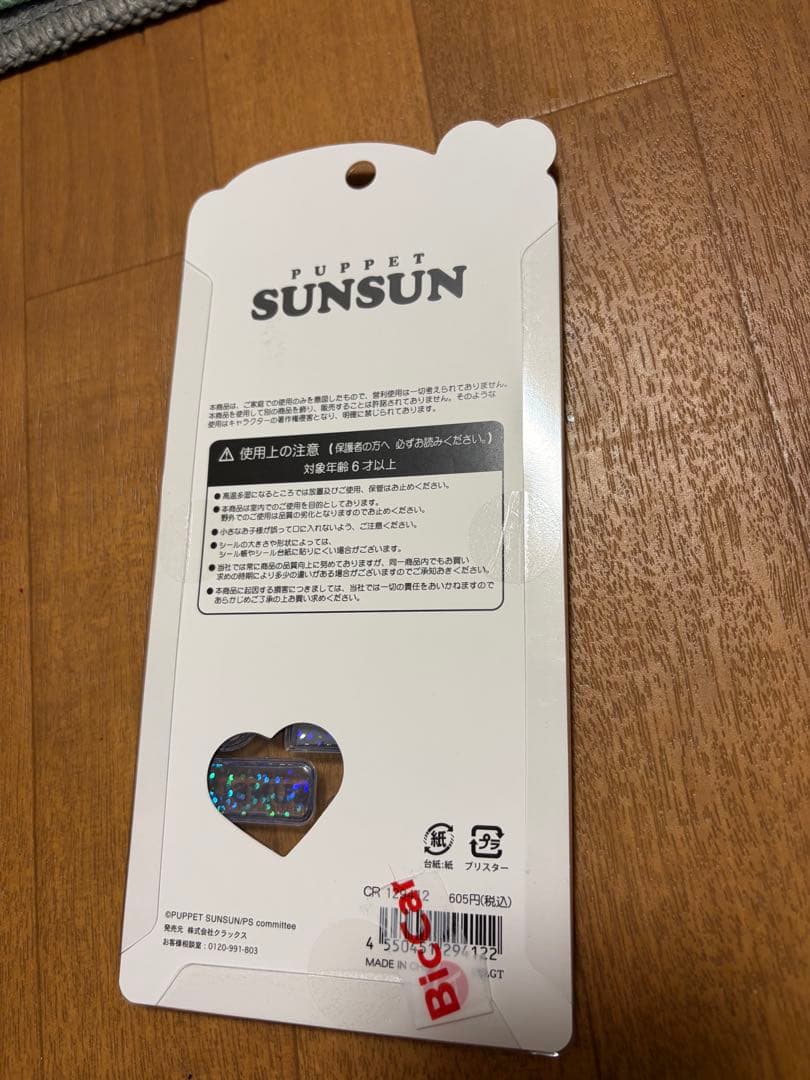 PUPPET
SUNSUN
本商品は、ご家庭での使用のみを意図したもので、営利使用は一切考えられておりません。
本商品を使用して別の商品を飾り、販売することは許諾されておりません。そのような
使用はキャラクターの著作権侵害となり、明確に禁じられております。
⚠ 使用上の注意 (保護者の方へ 必ずお読みください。)
対象年齢6才以上
●高温多湿になるところでは放置及びご使用、保管はお止めください。
●本商品は室内でのご使用を目的としております。
野外でのご使用は品質の劣化となりますのでお止めください。
●小さなお子様が誤って口に入れないよう、ご注意ください。
●シールの大きさや形状によっては、
シール帳やシール台紙に貼りにくい場合がございます。
●当社では常に商品の品質向上に努めておりますが、同一商品内でもお買い
求めの時期により多少の違いがある場合がございますのでご承知おきください。
●本商品に起因する損害につきましては、当社では一切の責任をおいかねますので
あらかじめご了承の上お買い求めください。
紙 プラ
台紙:紙 ブリスター
CR 129412 605円(税込)
©PUPPET SUNSUN/PS committee
発売元 株式会社クラックス
お客様相談室:0120-991-803
4 550451 294122
MADE IN AGT
BicCam